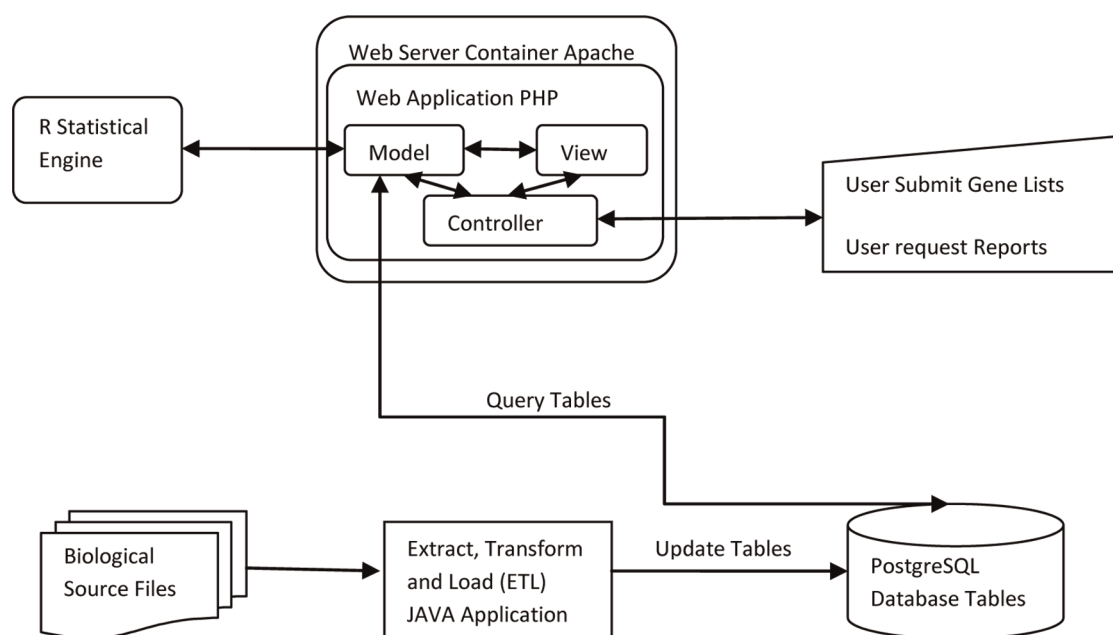 Web Server Container Apache
Web Application PHP
R Statistical
Engine
Model
View
Controller
User Submit Gene Lists
User request Reports
Query Tables
Biological
Source Files
Extract, Transform
and Load (ETL)
JAVA Application
Update Tables
PostgreSQL
Database Tables